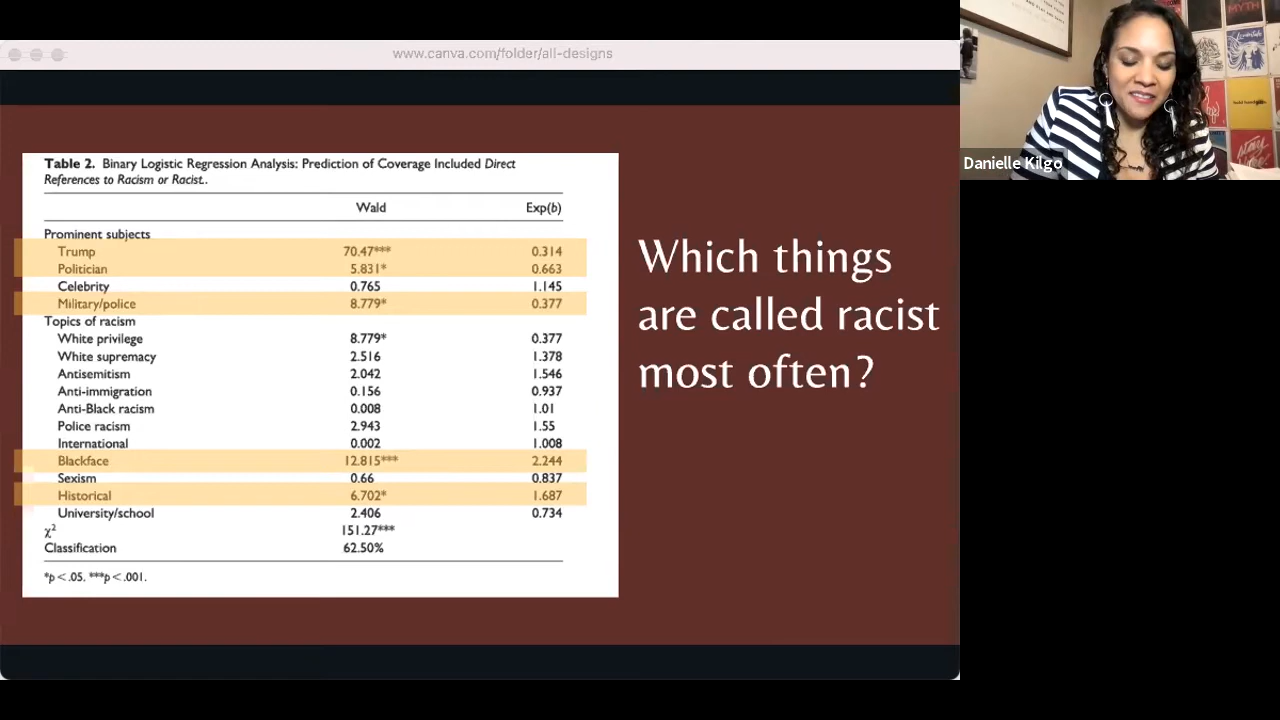 www.canva.com/folder/all-designs
Table 2. Binary Logistic Regression Analysis: Prediction of Coverage Included Direct
References to Racism or Racist..
Wald Exp(b)
Prominent subjects
Trump 70.47*** 0.314
Politician 5.831* 0.663
Celebrity 0.765 1.145
Military/police 8.779* 0.377
Topics of racism
White privilege 8.779* 0.377
White supremacy 2.516 1.378
Antisemitism 2.042 1.546
Anti-immigration 0.156 0.937
Anti-Black racism 0.008 1.01
Police racism 2.943 1.55
International 0.002 1.008
Blackface 12.815*** 2.244
Sexism 0.66 0.837
Historical 6.702* 1.687
University/school 2.406 0.734
χ² 151.27***
Classification 62.50%
*p < .05. ***p < .001.
Which things
are called racist
most often?
MYTH
Danielle Kilgo